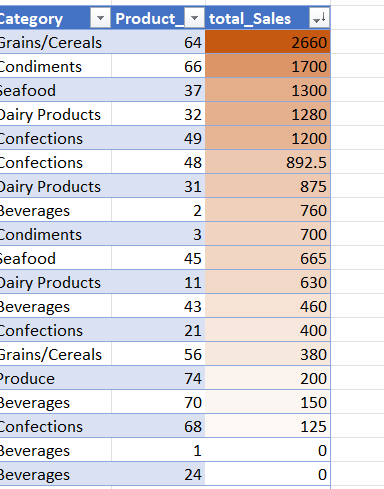 Category Product_ total_Sales
Grains/Cereals 64 2660
Condiments 66 1700
Seafood 37 1300
Dairy Products 32 1280
Confections 49 1200
Confections 48 892.5
Dairy Products 31 875
Beverages 2 760
Condiments 3 700
Seafood 45 665
Dairy Products 11 630
Beverages 43 460
Confections 21 400
Grains/Cereals 56 380
Produce 74 200
Beverages 70 150
Confections 68 125
Beverages 1 0
Beverages 24 0